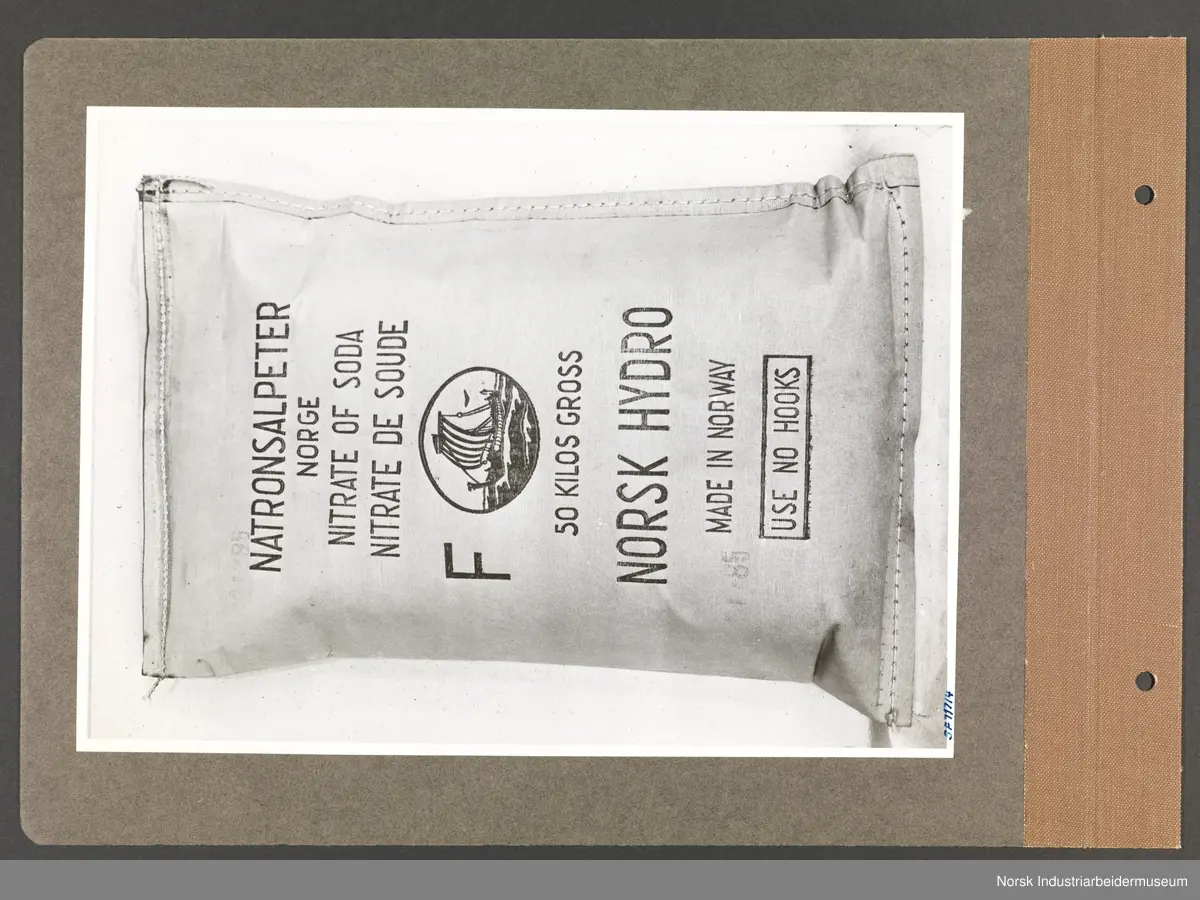 NATRONSALPETER
NORGE
NITRATE OF SODA
NITRATE DE SOUDE
F
50 KILOS GROSS
NORSK HYDRO
MADE IN NORWAY
85
USE NO HOOKS
Norsk Industriarbeidermuseum